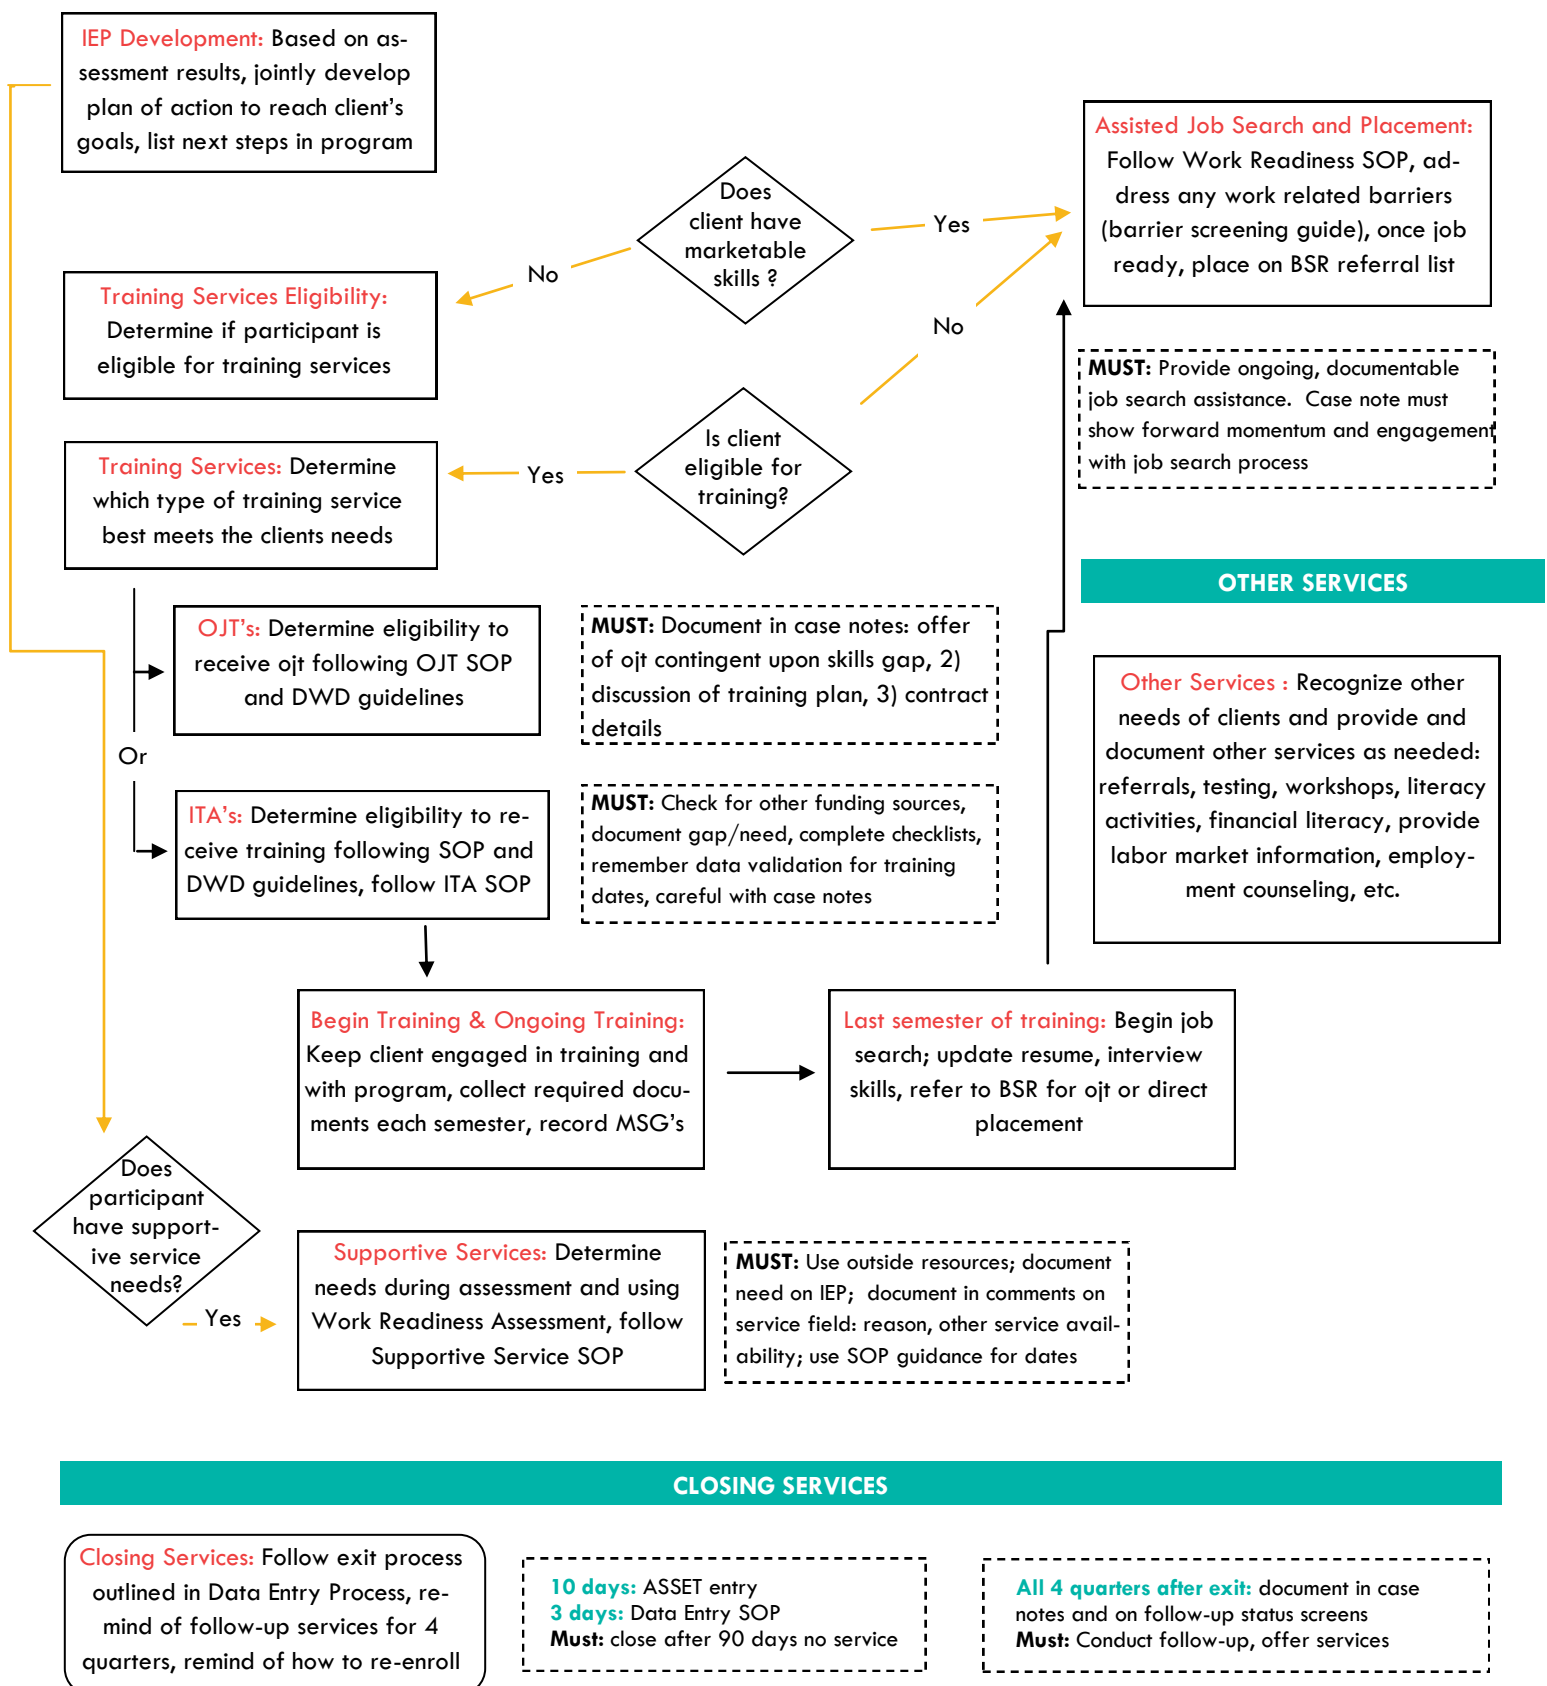 IEP Development: Based on as-
sessment results, jointly develop
plan of action to reach client's
goals, list next steps in program
Does
client have
marketable
skills ?
Yes
No
Assisted Job Search and Placement:
Follow Work Readiness SOP, ad-
dress any work related barriers
(barrier screening guide), once job
ready, place on BSR referral list
Training Services Eligibility:
Determine if participant is
eligible for training services
No
MUST: Provide ongoing, documentable
job search assistance.  Case note must
show forward momentum and engagement
with job search process
Is client
eligible for
training?
Yes
Training Services: Determine
which type of training service
best meets the clients needs
OTHER SERVICES
OJT's: Determine eligibility to
receive ojt following OJT SOP
and DWD guidelines
MUST: Document in case notes: offer
of ojt contingent upon skills gap, 2)
discussion of training plan, 3) contract
details
Other Services : Recognize other
needs of clients and provide and
document other services as needed:
referrals, testing, workshops, literacy
activities, financial literacy, provide
labor market information, employ-
ment counseling, etc.
Or
ITA's: Determine eligibility to re-
ceive training following SOP and
DWD guidelines, follow ITA SOP
MUST: Check for other funding sources,
document gap/need, complete checklists,
remember data validation for training
dates, careful with case notes
Begin Training & Ongoing Training:
Keep client engaged in training and
with program, collect required docu-
ments each semester, record MSG's
Last semester of training: Begin job
search; update resume, interview
skills, refer to BSR for ojt or direct
placement
Does
participant
have support-
ive service
needs?
Yes
Supportive Services: Determine
needs during assessment and using
Work Readiness Assessment, follow
Supportive Service SOP
MUST: Use outside resources; document
need on IEP;  document in comments on
service field: reason, other service avail-
ability; use SOP guidance for dates
CLOSING SERVICES
Closing Services: Follow exit process
outlined in Data Entry Process, re-
mind of follow-up services for 4
quarters, remind of how to re-enroll
10 days: ASSET entry
3 days: Data Entry SOP
Must: close after 90 days no service
All 4 quarters after exit: document in case
notes and on follow-up status screens
Must: Conduct follow-up, offer services